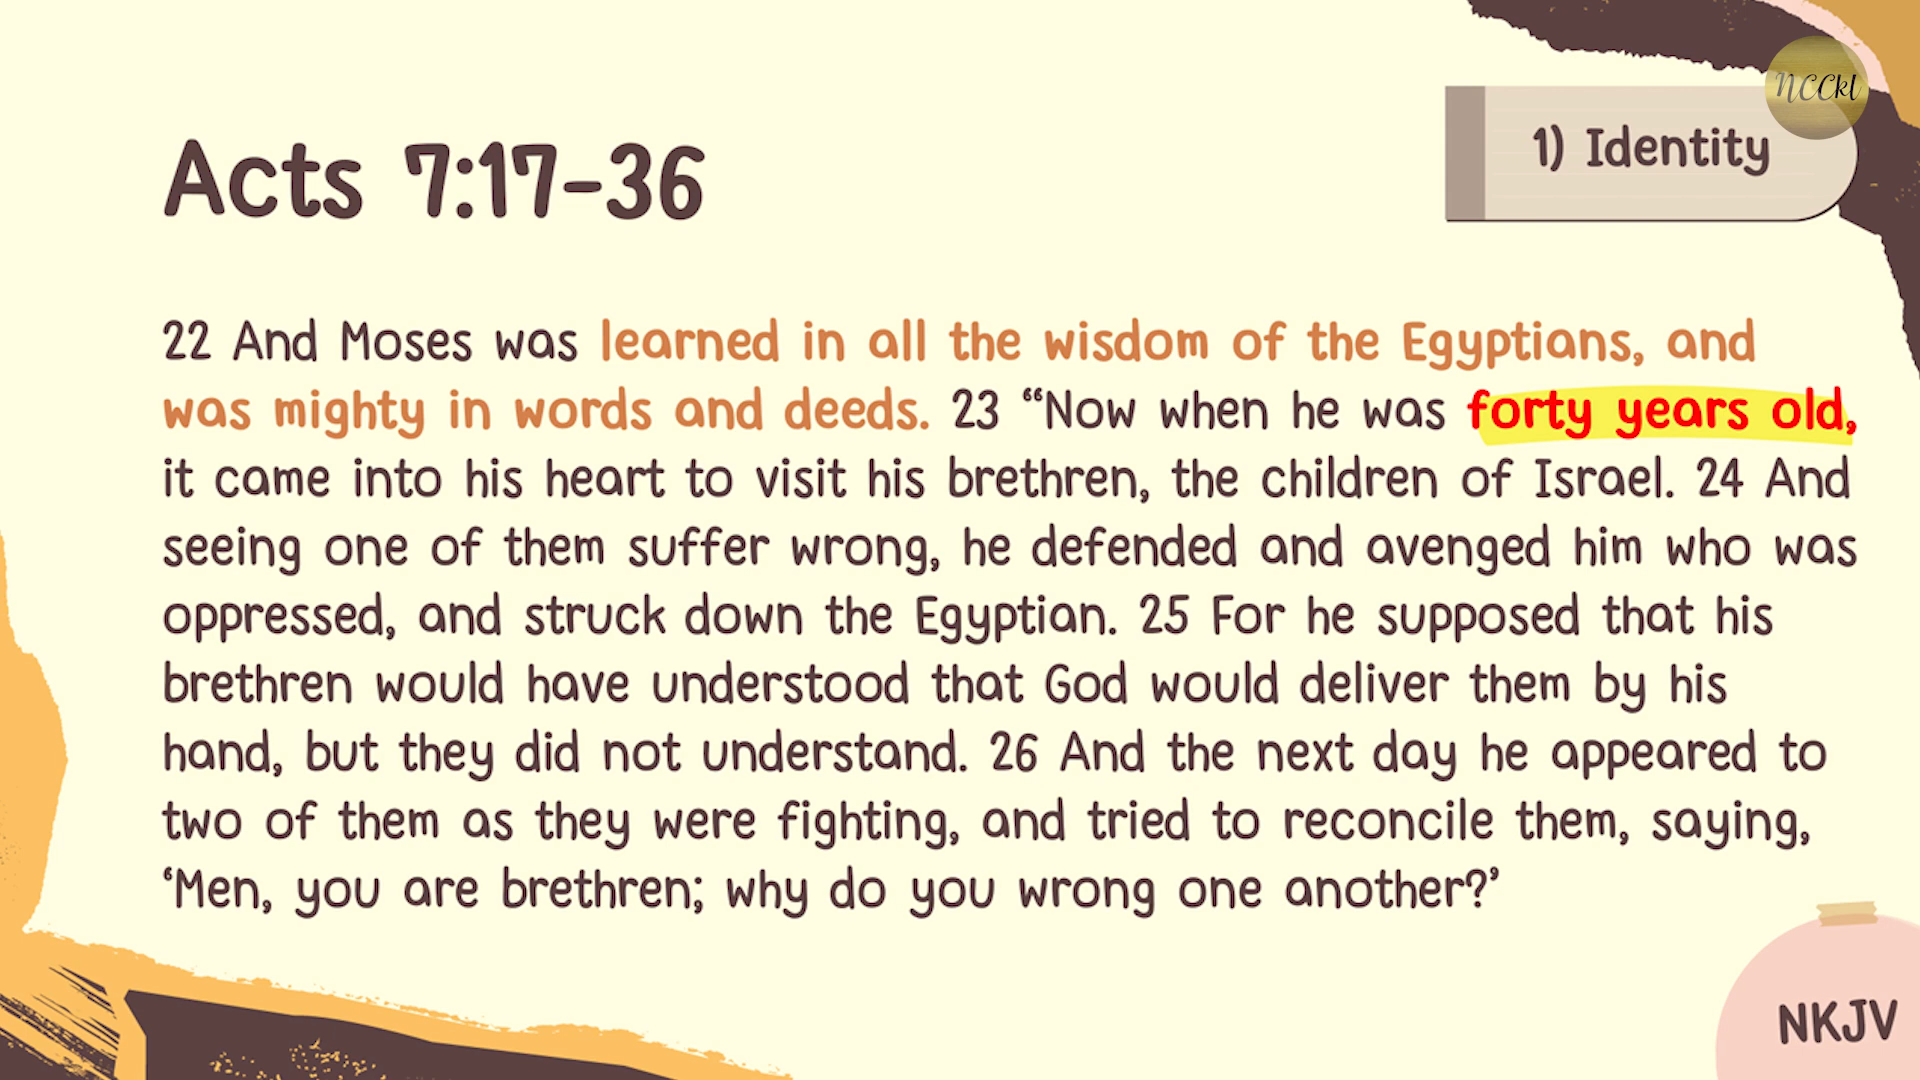 NCCkl
1) Identity
Acts 7:17-36
22 And Moses was learned in all the wisdom of the Egyptians, and
was mighty in words and deeds. 23 “Now when he was forty years old,
it came into his heart to visit his brethren, the children of Israel. 24 And
seeing one of them suffer wrong, he defended and avenged him who was
oppressed, and struck down the Egyptian. 25 For he supposed that his
brethren would have understood that God would deliver them by his
hand, but they did not understand. 26 And the next day he appeared to
two of them as they were fighting, and tried to reconcile them, saying,
‘Men, you are brethren; why do you wrong one another?’
NKJV